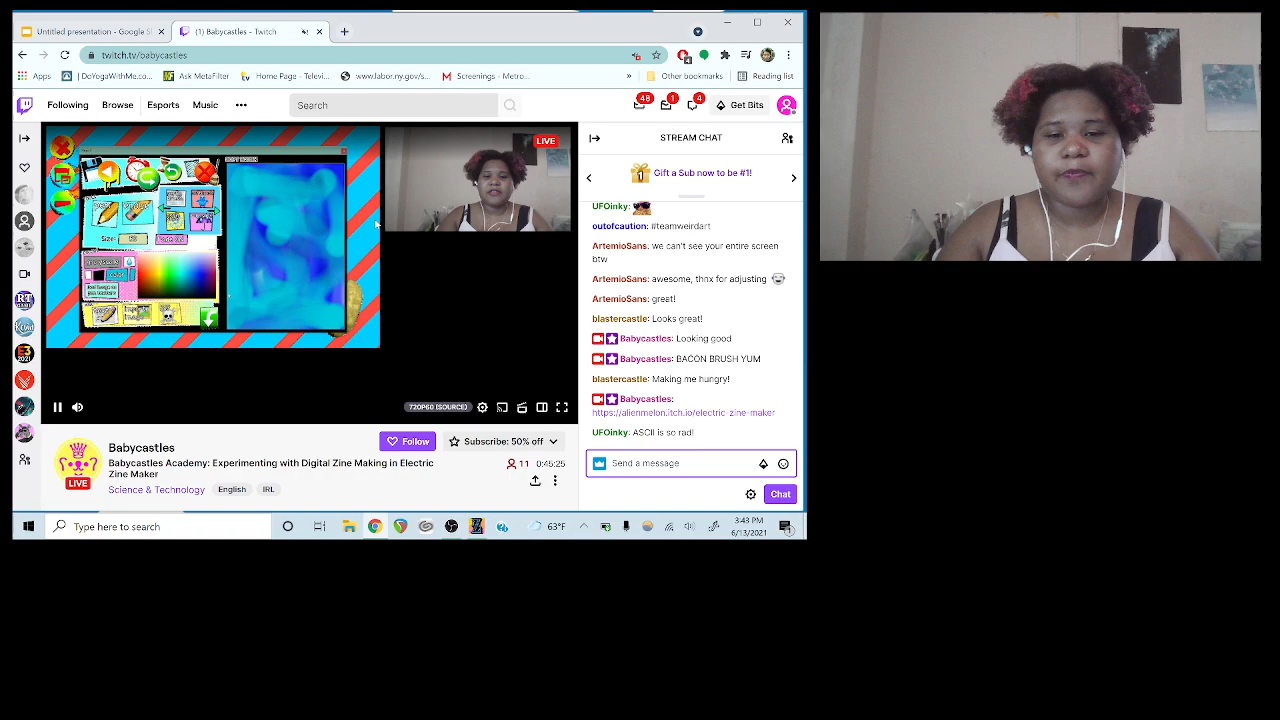 Untitled presentation - Google S
(1) Babycastles - Twitch
twitch.tv/babycastles
Apps
DoYogaWithMe.co...
Ask MetaFilter
Home Page - Televi...
www.labor.ny.gov/s...
Screenings - Metro...
»
Other bookmarks
Reading list
Following
Browse
Esports
Music
Search
48
1
4
Get Bits
LIVE
STREAM CHAT
Gift a Sub now to be #1!
UFOinky:
outofcaution: #teamweirdart
ArtemioSans: we can't see your entire screen
btw
ArtemioSans: awesome, thnx for adjusting
ArtemioSans: great!
blastercastle: Looks great!
Babycastles: Looking good
Babycastles: BACON BRUSH YUM
blastercastle: Making me hungry!
Babycastles:
https://alienmelon.itch.io/electric-zine-maker
UFOinky: ASCII is so rad!
Send a message
Chat
Size:
color
720P60 (SOURCE)
Babycastles
Follow
Subscribe: 50% off
Babycastles Academy: Experimenting with Digital Zine Making in Electric
Zine Maker
11
0:45:25
LIVE
Science & Technology
English
IRL
Type here to search
63°F
3:43 PM
6/13/2021